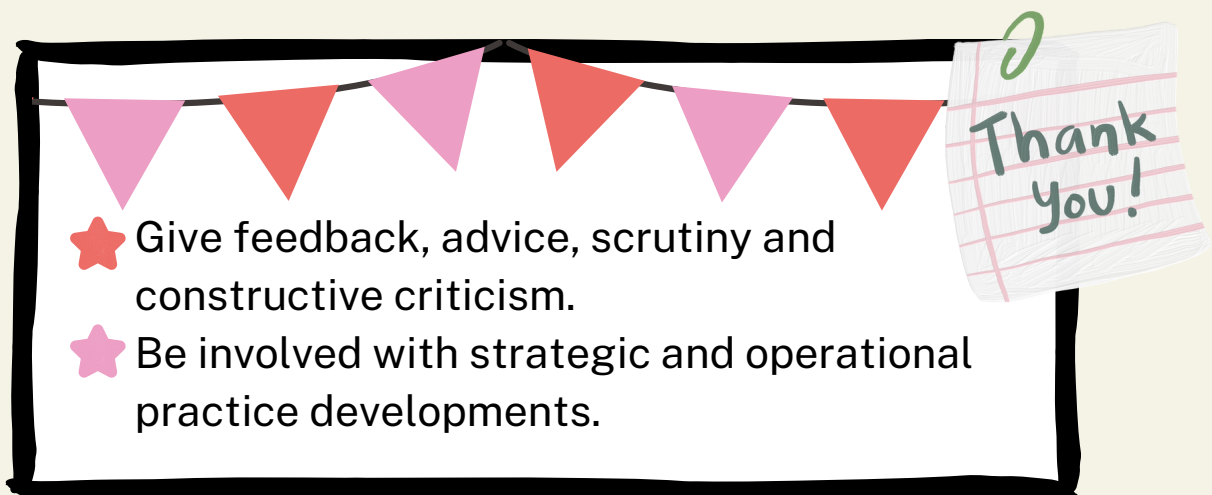 Thank
You!
Give feedback, advice, scrutiny and
constructive criticism.
Be involved with strategic and operational
practice developments.